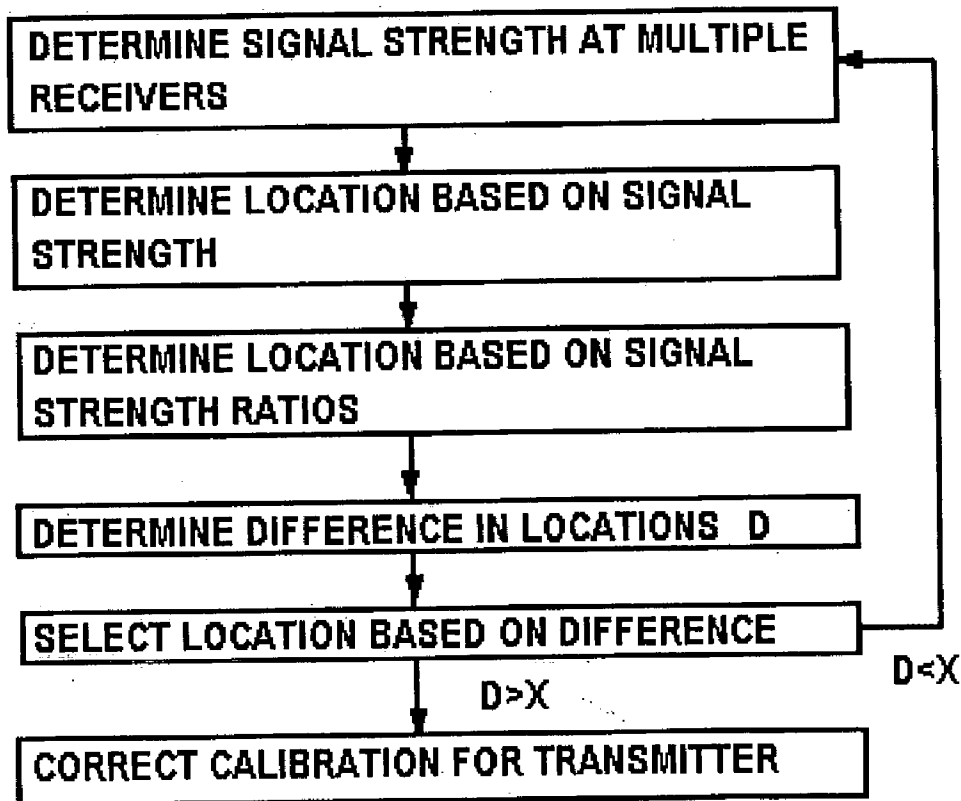 DETERMINE SIGNAL STRENGTH AT MULTIPLE
RECEIVERS
DETERMINE LOCATION BASED ON SIGNAL
STRENGTH
DETERMINE LOCATION BASED ON SIGNAL
STRENGTH RATIOS
DETERMINE DIFFERENCE IN LOCATIONS D
SELECT LOCATION BASED ON DIFFERENCE
D<X
D>X
CORRECT CALIBRATION FOR TRANSMITTER